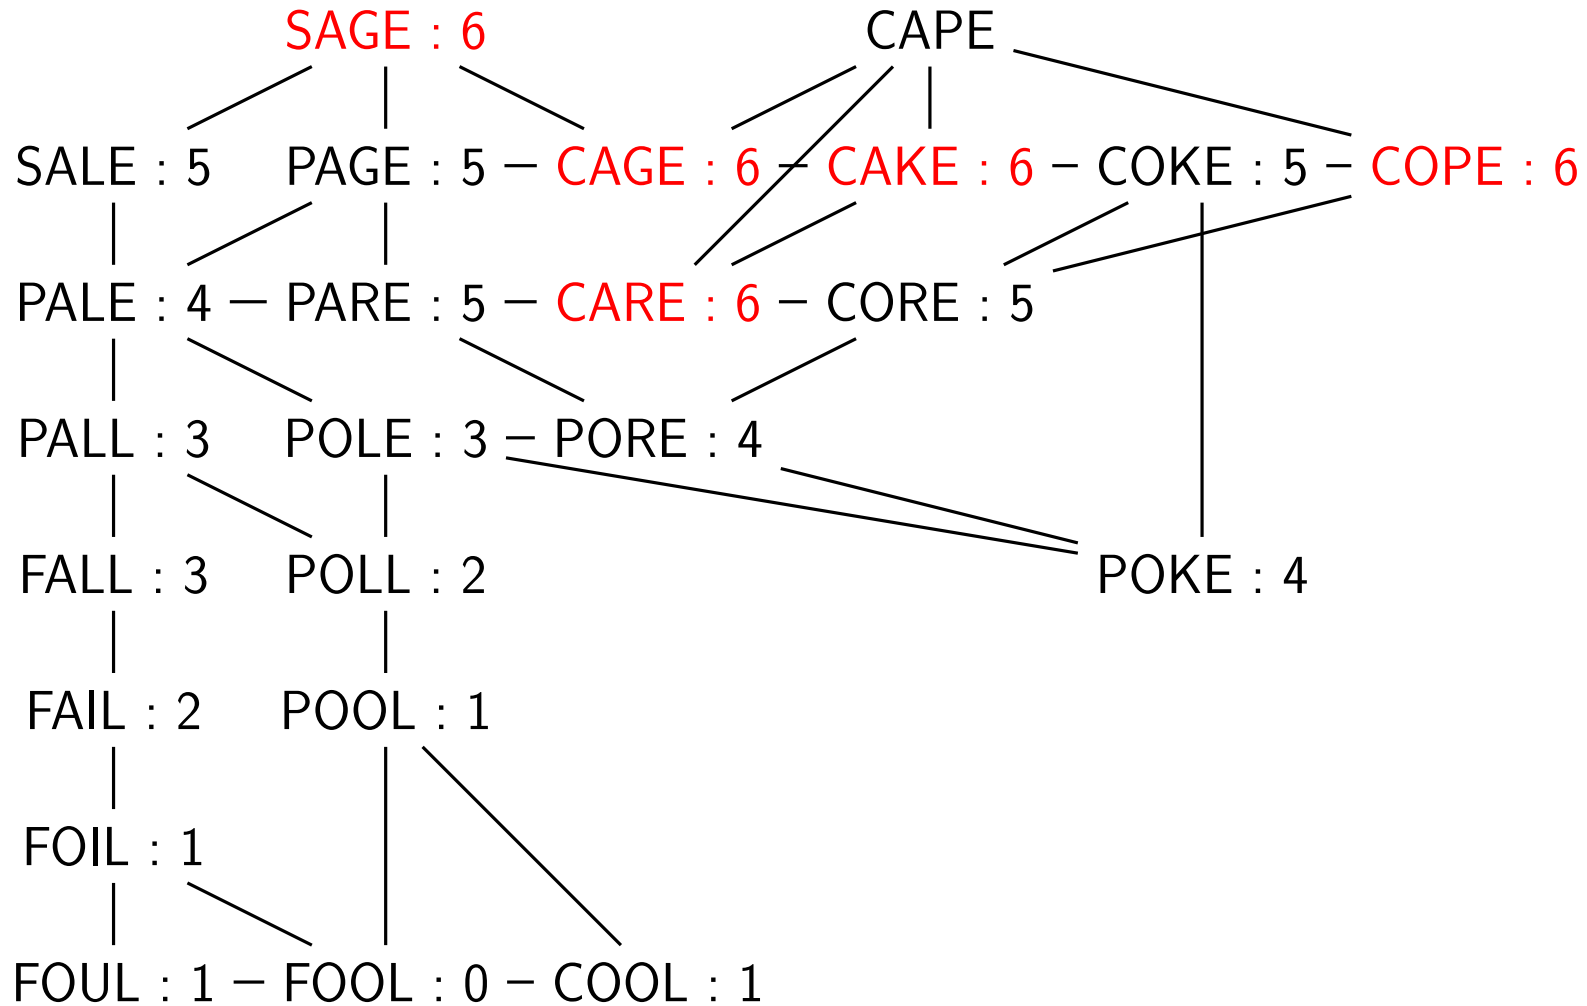 SAGE : 6 CAPE
SALE : 5 PAGE : 5 CAGE : 6 CAKE : 6 COKE : 5 COPE : 6
PALE : 4 PARE : 5 CARE : 6 CORE : 5
PALL : 3 POLE : 3 PORE : 4
FALL : 3 POLL : 2 POKE : 4
FAIL : 2 POOL : 1
FOIL : 1
FOUL : 1 FOOL : 0 COOL : 1